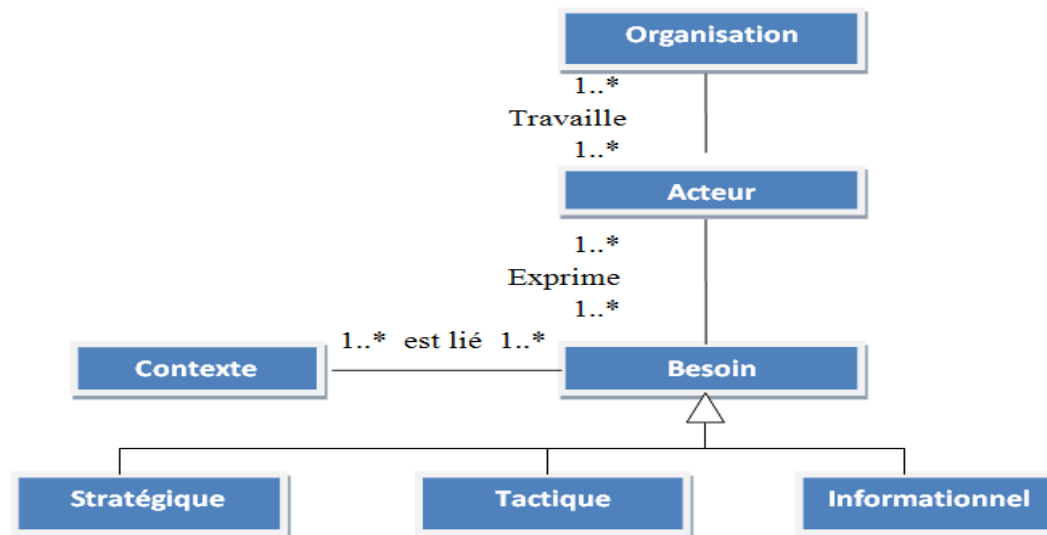 Organisation
1..*
Travaille
1..*
Acteur
1..*
Exprime
1..*
1..* est lié 1..*
Contexte
Besoin
Stratégique
Tactique
Informationnel